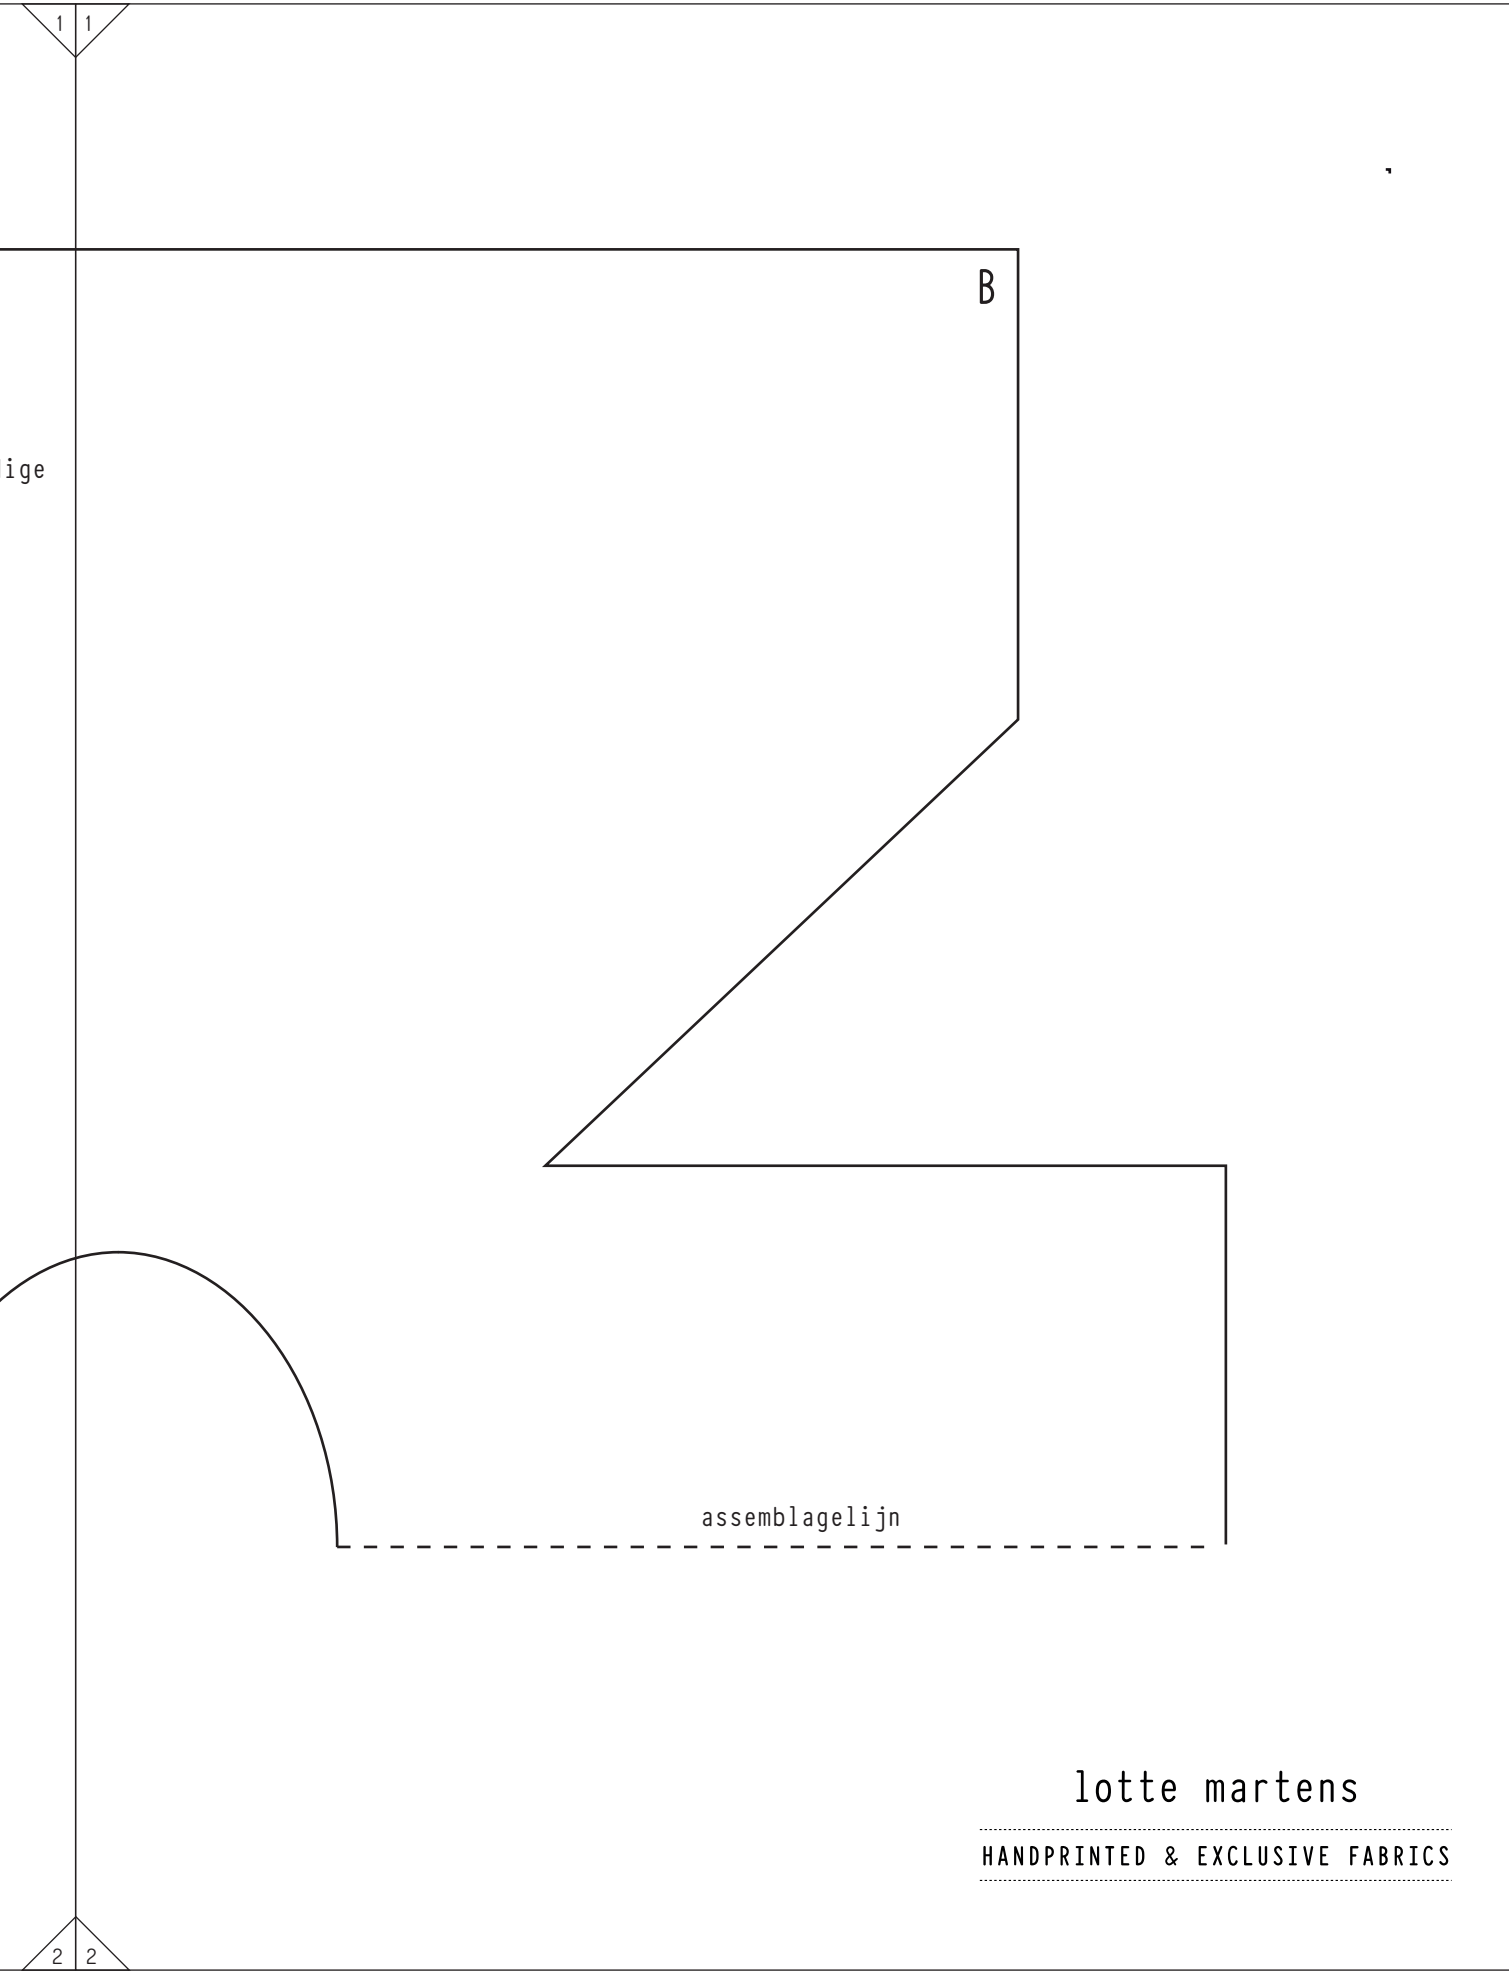 1 1
B
ige
assemblagelijn
lotte martens
HANDPRINTED & EXCLUSIVE FABRICS
2 2